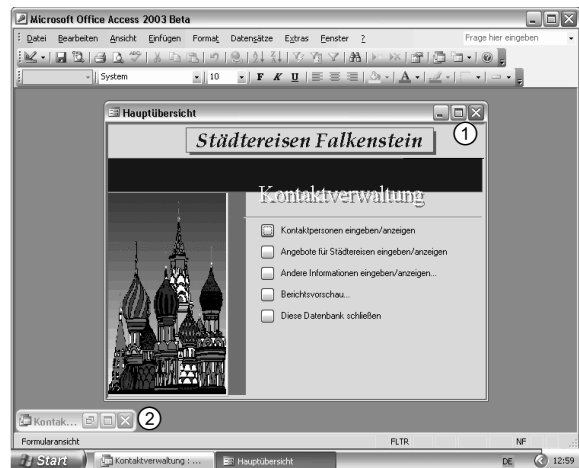 Microsoft Office Access 2003 Beta
Datei Bearbeiten Ansicht Einfügen Format Datensätze Extras Fenster ? Frage hier eingeben
System 10 F K U
Hauptübersicht
1
Städtereisen Falkenstein
Kontaktverwaltung
Kontaktpersonen eingeben/anzeigen
Angebote für Städtereisen eingeben/anzeigen
Andere Informationen eingeben/anzeigen...
Berichtsvorschau...
Diese Datenbank schließen
Kontak... 2
Formularansicht FLTR NF
Start Kontaktverwaltung : ... Hauptübersicht DE 12:59